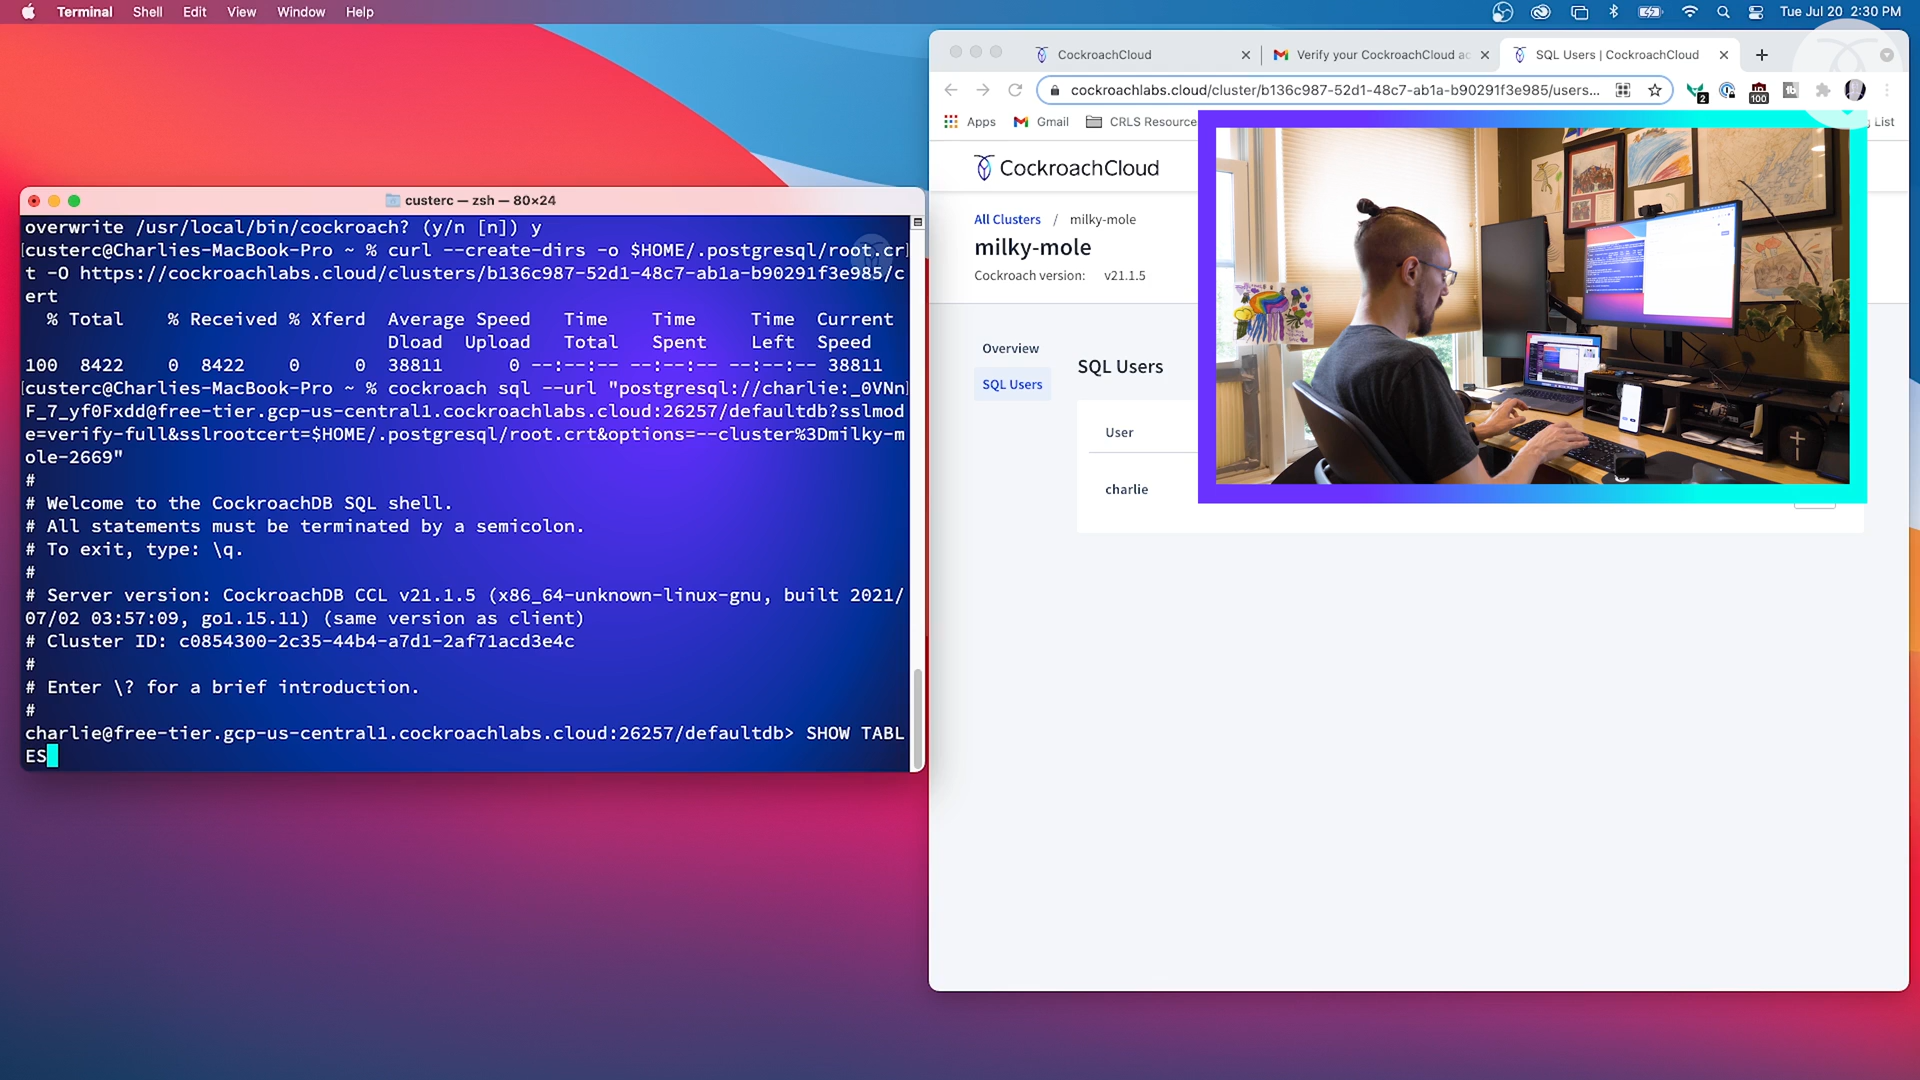 Terminal Shell Edit View Window Help
Tue Jul 20 2:30 PM
custerc — zsh — 80×24
overwrite /usr/local/bin/cockroach? (y/n [n]) y
[custerc@Charlies-MacBook-Pro ~ % curl --create-dirs -o $HOME/.postgresql/root.cr]
t -O https://cockroachlabs.cloud/clusters/b136c987-52d1-48c7-ab1a-b90291f3e985/c
ert
% Total % Received % Xferd Average Speed Time Time Time Current
Dload Upload Total Spent Left Speed
100 8422 0 8422 0 0 38811 0 --:--:-- --:--:-- --:--:-- 38811
[custerc@Charlies-MacBook-Pro ~ % cockroach sql --url "postgresql://charlie:_0VNn]
F_7_yf0Fxdd@free-tier.gcp-us-central1.cockroachlabs.cloud:26257/defaultdb?sslmod
e=verify-full&sslrootcert=$HOME/.postgresql/root.crt&options=--cluster%3Dmilky-m
ole-2669"
#
# Welcome to the CockroachDB SQL shell.
# All statements must be terminated by a semicolon.
# To exit, type: \q.
#
# Server version: CockroachDB CCL v21.1.5 (x86_64-unknown-linux-gnu, built 2021/
07/02 03:57:09, go1.15.11) (same version as client)
# Cluster ID: c0854300-2c35-44b4-a7d1-2af71acd3e4c
#
# Enter \? for a brief introduction.
#
charlie@free-tier.gcp-us-central1.cockroachlabs.cloud:26257/defaultdb> SHOW TABL
ES
CockroachCloud
Verify your CockroachCloud ac
SQL Users | CockroachCloud
cockroachlabs.cloud/cluster/b136c987-52d1-48c7-ab1a-b90291f3e985/users...
2
100
Apps Gmail CRLS Resource
List
CockroachCloud
All Clusters / milky-mole
milky-mole
Cockroach version: v21.1.5
Overview
SQL Users
SQL Users
User
charlie